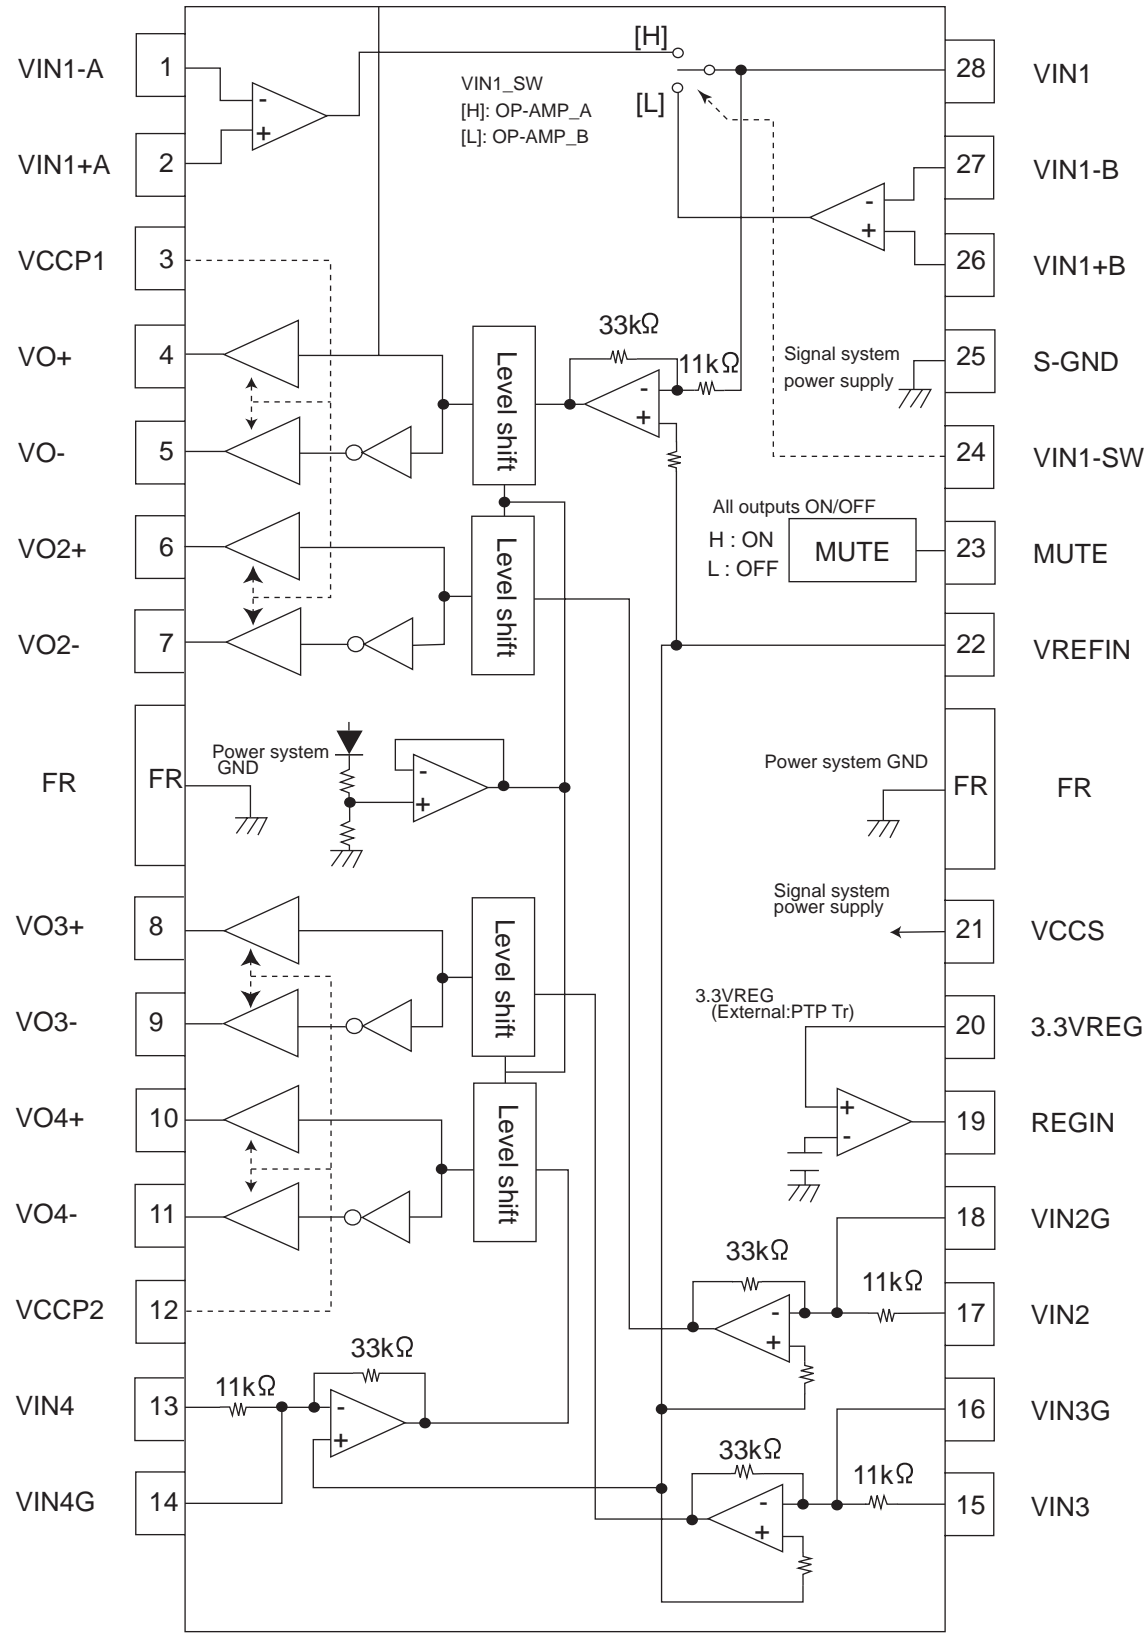 VIN1-A
1
VIN1+A
2
VCCP1
3
VO+
4
VO-
5
VO2+
6
VO2-
7
FR
FR
VO3+
8
VO3-
9
VO4+
10
VO4-
11
VCCP2
12
VIN4
13
VIN4G
14
[H]
VIN1_SW
[H]: OP-AMP_A
[L]: OP-AMP_B
[L]
-
+
-
+
33kΩ
11kΩ
-
+
Level shift
Level shift
Signal system
power supply
All outputs ON/OFF
H : ON
L : OFF
MUTE
Power system
GND
-
+
Power system GND
Signal system
power supply
Level shift
Level shift
3.3VREG
(External:PTP Tr)
+
-
33kΩ
11kΩ
-
+
33kΩ
11kΩ
-
+
33kΩ
11kΩ
-
+
28
VIN1
27
VIN1-B
26
VIN1+B
25
S-GND
24
VIN1-SW
23
MUTE
22
VREFIN
FR
FR
21
VCCS
20
3.3VREG
19
REGIN
18
VIN2G
17
VIN2
16
VIN3G
15
VIN3